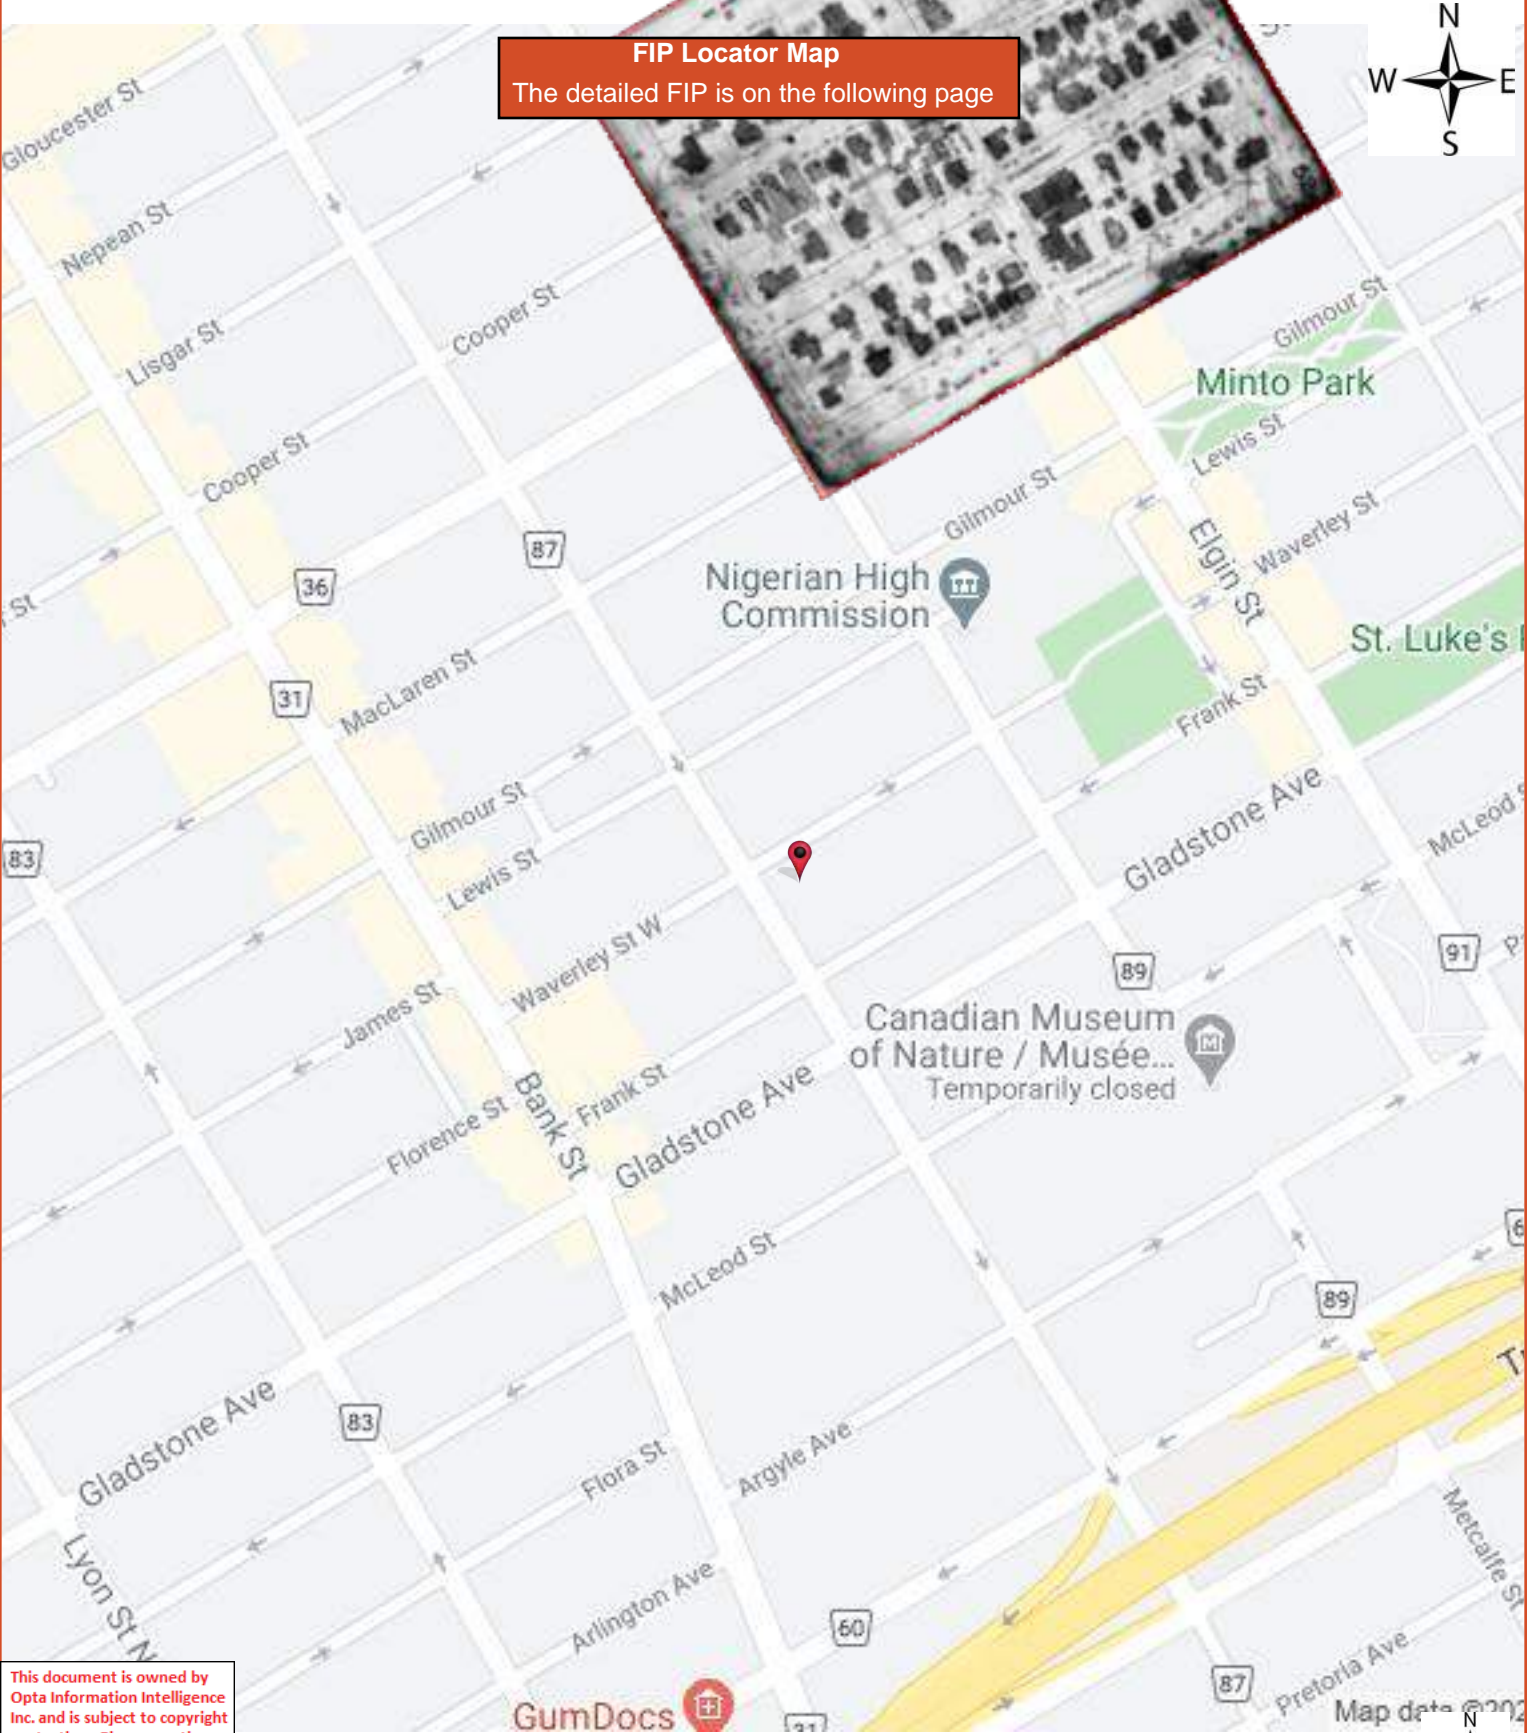 FIP Locator Map
The detailed FIP is on the following page
N
W
E
S
Gloucester St
Nepean St
Lisgar St
Cooper St
Cooper St
Gilmour St
Minto Park
Lewis St
Gilmour St
Waverley St
Elgin St
87
36
St
Nigerian High
Commission
St. Luke's
31
MacLaren St
Frank St
Gilmour St
Gladstone Ave
McLeod
83
Lewis St
Waverley St W
89
91
James St
Canadian Museum
of Nature / Musée...
Temporarily closed
Bank St
Frank St
Gladstone Ave
Florence St
McLeod St
89
Gladstone Ave
83
Flora St
Argyle Ave
Metcalfe St
Lyon St N
Arlington Ave
60
87
Pretoria Ave
This document is owned by
Opta Information Intelligence
Inc. and is subject to copyright
GumDocs
31
Map data ©202
N